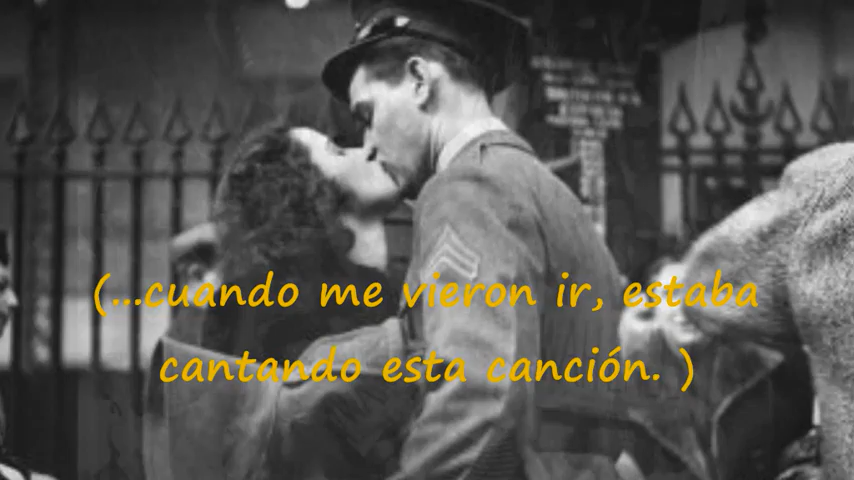 (...cuando me vieron ir, estaba
cantando esta canción. )